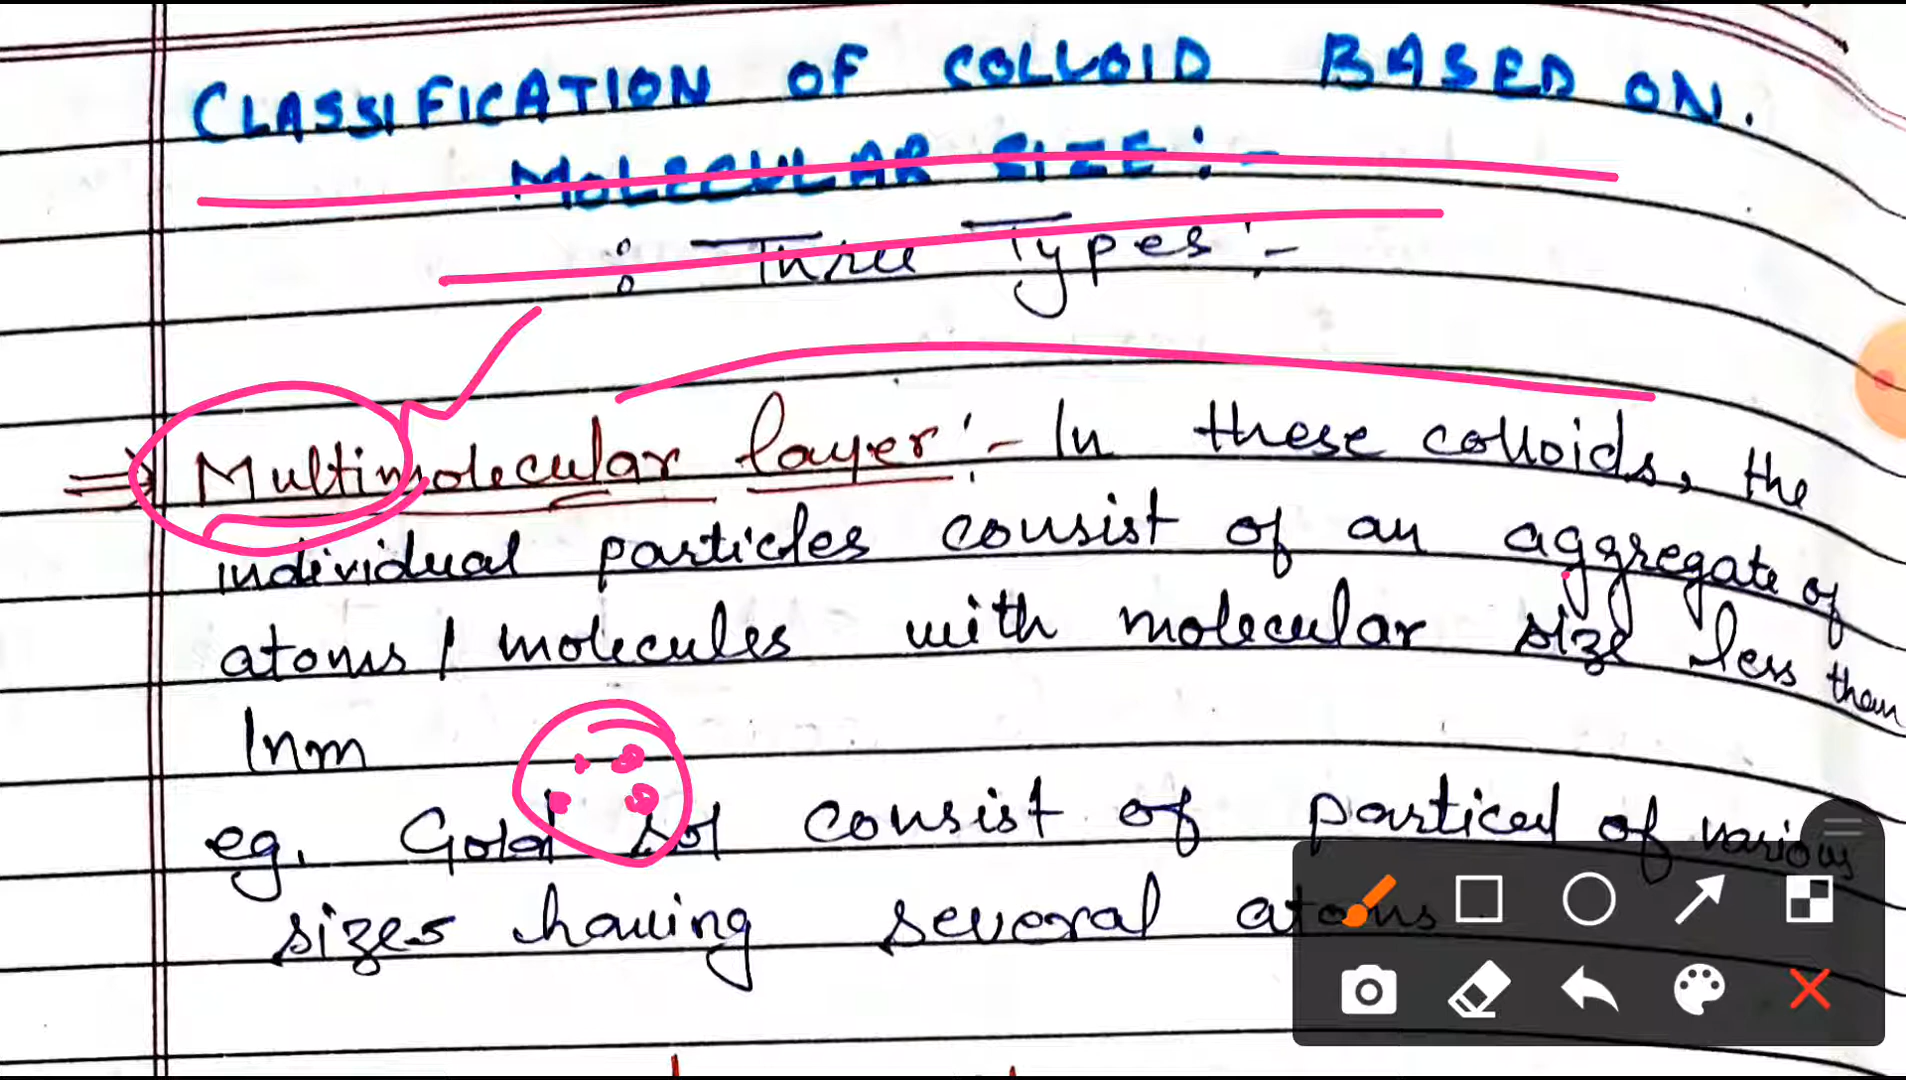 CLASSIFICATION OF COLLOID BASED ON.
MOLECULAR SIZE:-
: Three Types:-
⇒ Multimolecular layer:- In these colloids, the
individual particles consist of an aggregate of
atoms / molecules with molecular size less than
1nm
eg. Gold sol consist of particel of various
sizes having several atoms